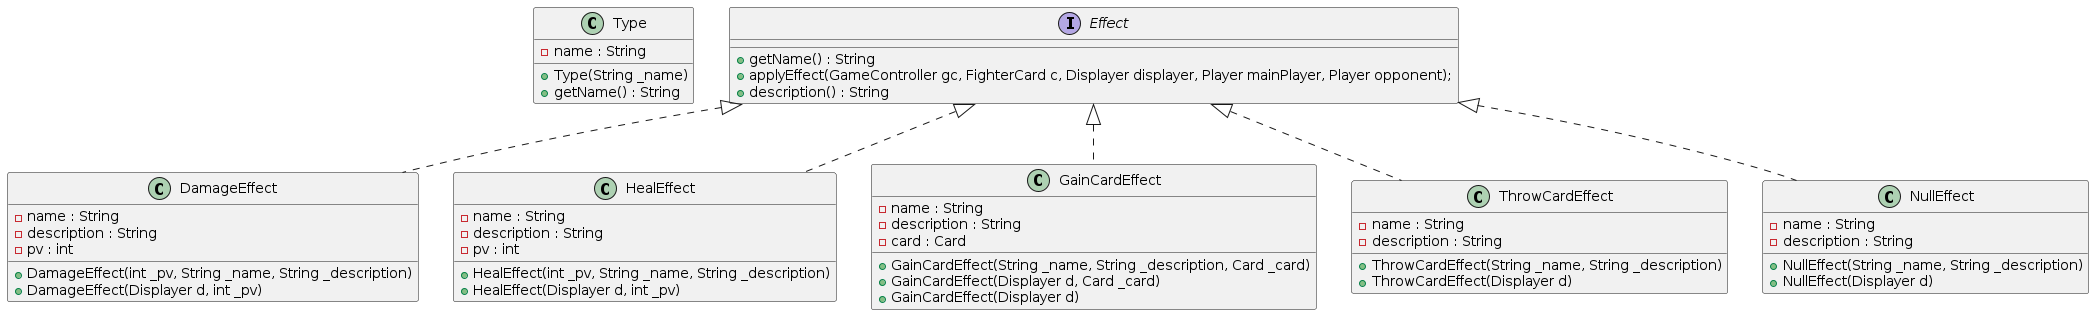 C Type
name : String
Type(String _name)
getName() : String
I Effect
getName() : String
applyEffect(GameController gc, FighterCard c, Displayer displayer, Player mainPlayer, Player opponent);
description() : String
C DamageEffect
name : String
description : String
pv : int
DamageEffect(int _pv, String _name, String _description)
DamageEffect(Displayer d, int _pv)
C HealEffect
name : String
description : String
pv : int
HealEffect(int _pv, String _name, String _description)
HealEffect(Displayer d, int _pv)
C GainCardEffect
name : String
description : String
card : Card
GainCardEffect(String _name, String _description, Card _card)
GainCardEffect(Displayer d, Card _card)
GainCardEffect(Displayer d)
C ThrowCardEffect
name : String
description : String
ThrowCardEffect(String _name, String _description)
ThrowCardEffect(Displayer d)
C NullEffect
name : String
description : String
NullEffect(String _name, String _description)
NullEffect(Displayer d)